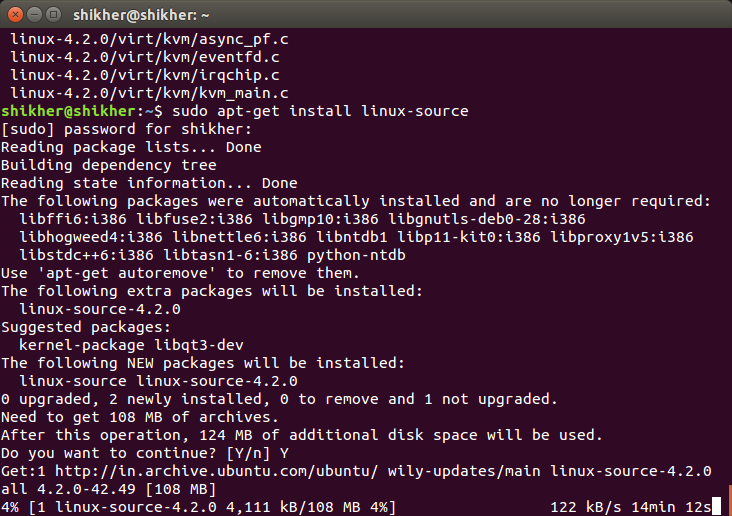 shikher@shikher: ~
linux-4.2.0/virt/kvm/async_pf.c
linux-4.2.0/virt/kvm/eventfd.c
linux-4.2.0/virt/kvm/irqchip.c
linux-4.2.0/virt/kvm/kvm_main.c
shikher@shikher:~$ sudo apt-get install linux-source
[sudo] password for shikher:
Reading package lists... Done
Building dependency tree
Reading state information... Done
The following packages were automatically installed and are no longer required:
  libffi6:i386 libfuse2:i386 libgmp10:i386 libgnutls-deb0-28:i386
  libhogweed4:i386 libnettle6:i386 libntdb1 libp11-kit0:i386 libproxy1v5:i386
  libstdc++6:i386 libtasn1-6:i386 python-ntdb
Use 'apt-get autoremove' to remove them.
The following extra packages will be installed:
  linux-source-4.2.0
Suggested packages:
  kernel-package libqt3-dev
The following NEW packages will be installed:
  linux-source linux-source-4.2.0
0 upgraded, 2 newly installed, 0 to remove and 1 not upgraded.
Need to get 108 MB of archives.
After this operation, 124 MB of additional disk space will be used.
Do you want to continue? [Y/n] Y
Get:1 http://in.archive.ubuntu.com/ubuntu/ wily-updates/main linux-source-4.2.0
all 4.2.0-42.49 [108 MB]
4% [1 linux-source-4.2.0 4,111 kB/108 MB 4%] 122 kB/s 14min 12s